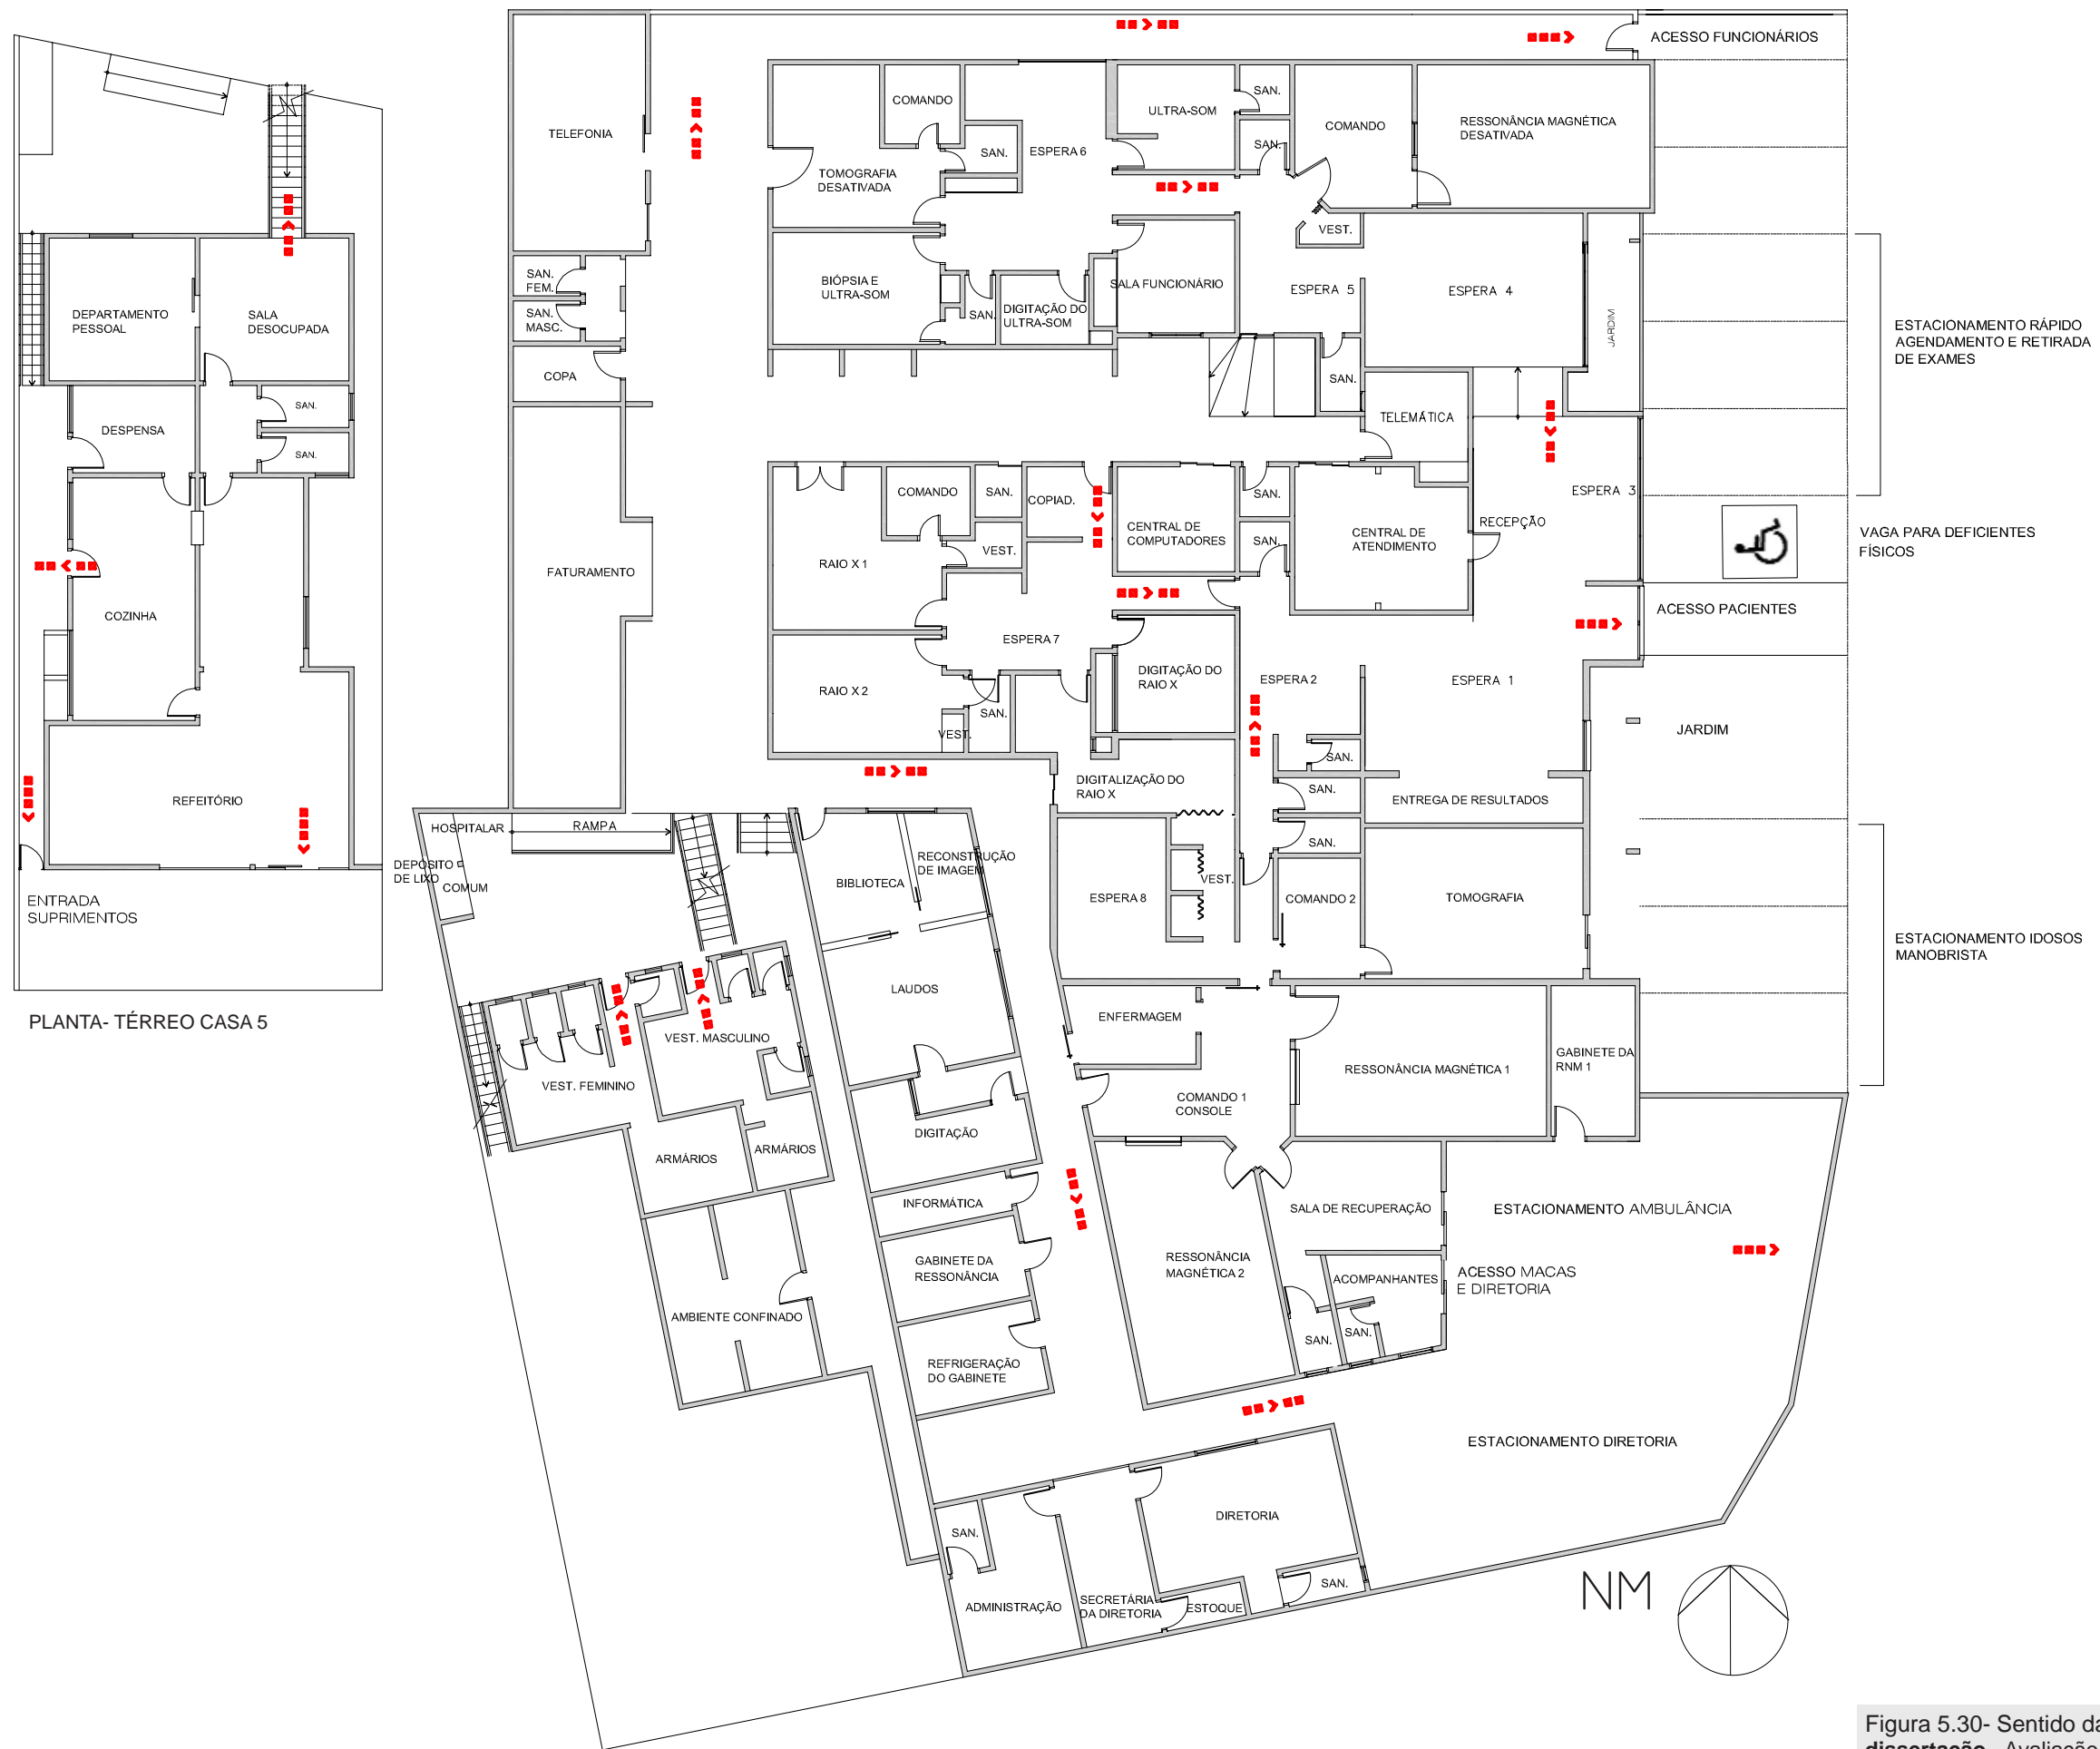 ACESSO FUNCIONÁRIOS
TELEFONIA
COMANDO
TOMOGRAFIA
DESATIVADA
SAN.
ESPERA 6
ULTRA-SOM
SAN.
SAN.
COMANDO
RESSONÂNCIA MAGNÉTICA
DESATIVADA
VEST.
BIÓPSIA E
ULTRA-SOM
SAN.
DIGITAÇÃO DO
ULTRA-SOM
SALA FUNCIONÁRIO
ESPERA 5
ESPERA 4
JARDIM
ESTACIONAMENTO RÁPIDO
AGENDAMENTO E RETIRADA
DE EXAMES
SAN.
FEM.
SAN.
MASC.
COPA
SAN.
TELEMÁTICA
DEPARTAMENTO
PESSOAL
SALA
DESOCUPADA
SAN.
DESPENSA
SAN.
COZINHA
REFEITÓRIO
ENTRADA
SUPRIMENTOS
PLANTA- TÉRREO CASA 5
FATURAMENTO
COMANDO
SAN.
COPIAD.
RAIO X 1
VEST.
CENTRAL DE
COMPUTADORES
SAN.
SAN.
CENTRAL DE
ATENDIMENTO
RECEPÇÃO
ESPERA 3
VAGA PARA DEFICIENTES
FÍSICOS
ACESSO PACIENTES
ESPERA 7
RAIO X 2
VEST.
SAN.
DIGITAÇÃO DO
RAIO X
ESPERA 2
ESPERA 1
JARDIM
SAN.
DIGITALIZAÇÃO DO
RAIO X
SAN.
ENTREGA DE RESULTADOS
SAN.
HOSPITALAR
RAMPA
DEPÓSITO
DE LIXO
COMUM
BIBLIOTECA
RECONSTRUÇÃO
DE IMAGEM
ESPERA 8
VEST.
COMANDO 2
TOMOGRAFIA
ESTACIONAMENTO IDOSOS
MANOBRISTA
LAUDOS
ENFERMAGEM
VEST. MASCULINO
VEST. FEMININO
RESSONÂNCIA MAGNÉTICA 1
GABINETE DA
RNM 1
COMANDO 1
CONSOLE
DIGITAÇÃO
ARMÁRIOS
ARMÁRIOS
INFORMÁTICA
SALA DE RECUPERAÇÃO
ESTACIONAMENTO AMBULÂNCIA
GABINETE DA
RESSONÂNCIA
RESSONÂNCIA
MAGNÉTICA 2
ACOMPANHANTES
ACESSO MACAS
E DIRETORIA
AMBIENTE CONFINADO
SAN.
SAN.
REFRIGERAÇÃO
DO GABINETE
ESTACIONAMENTO DIRETORIA
SAN.
DIRETORIA
ADMINISTRAÇÃO
SECRETÁRIA
DA DIRETORIA
ESTOQUE
SAN.
NM
Figura 5.30- Sentido da
dissertação